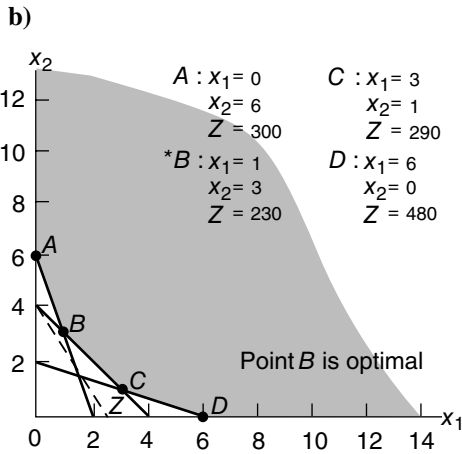 b)
x₂
A : x₁ = 0
x₂ = 6
Z = 300
C : x₁ = 3
x₂ = 1
Z = 290
*B : x₁ = 1
x₂ = 3
Z = 230
D : x₁ = 6
x₂ = 0
Z = 480
12
10
8
6
4
2
A
B
C
D
Z
Point B is optimal
0 2 4 6 8 10 12 14 x₁